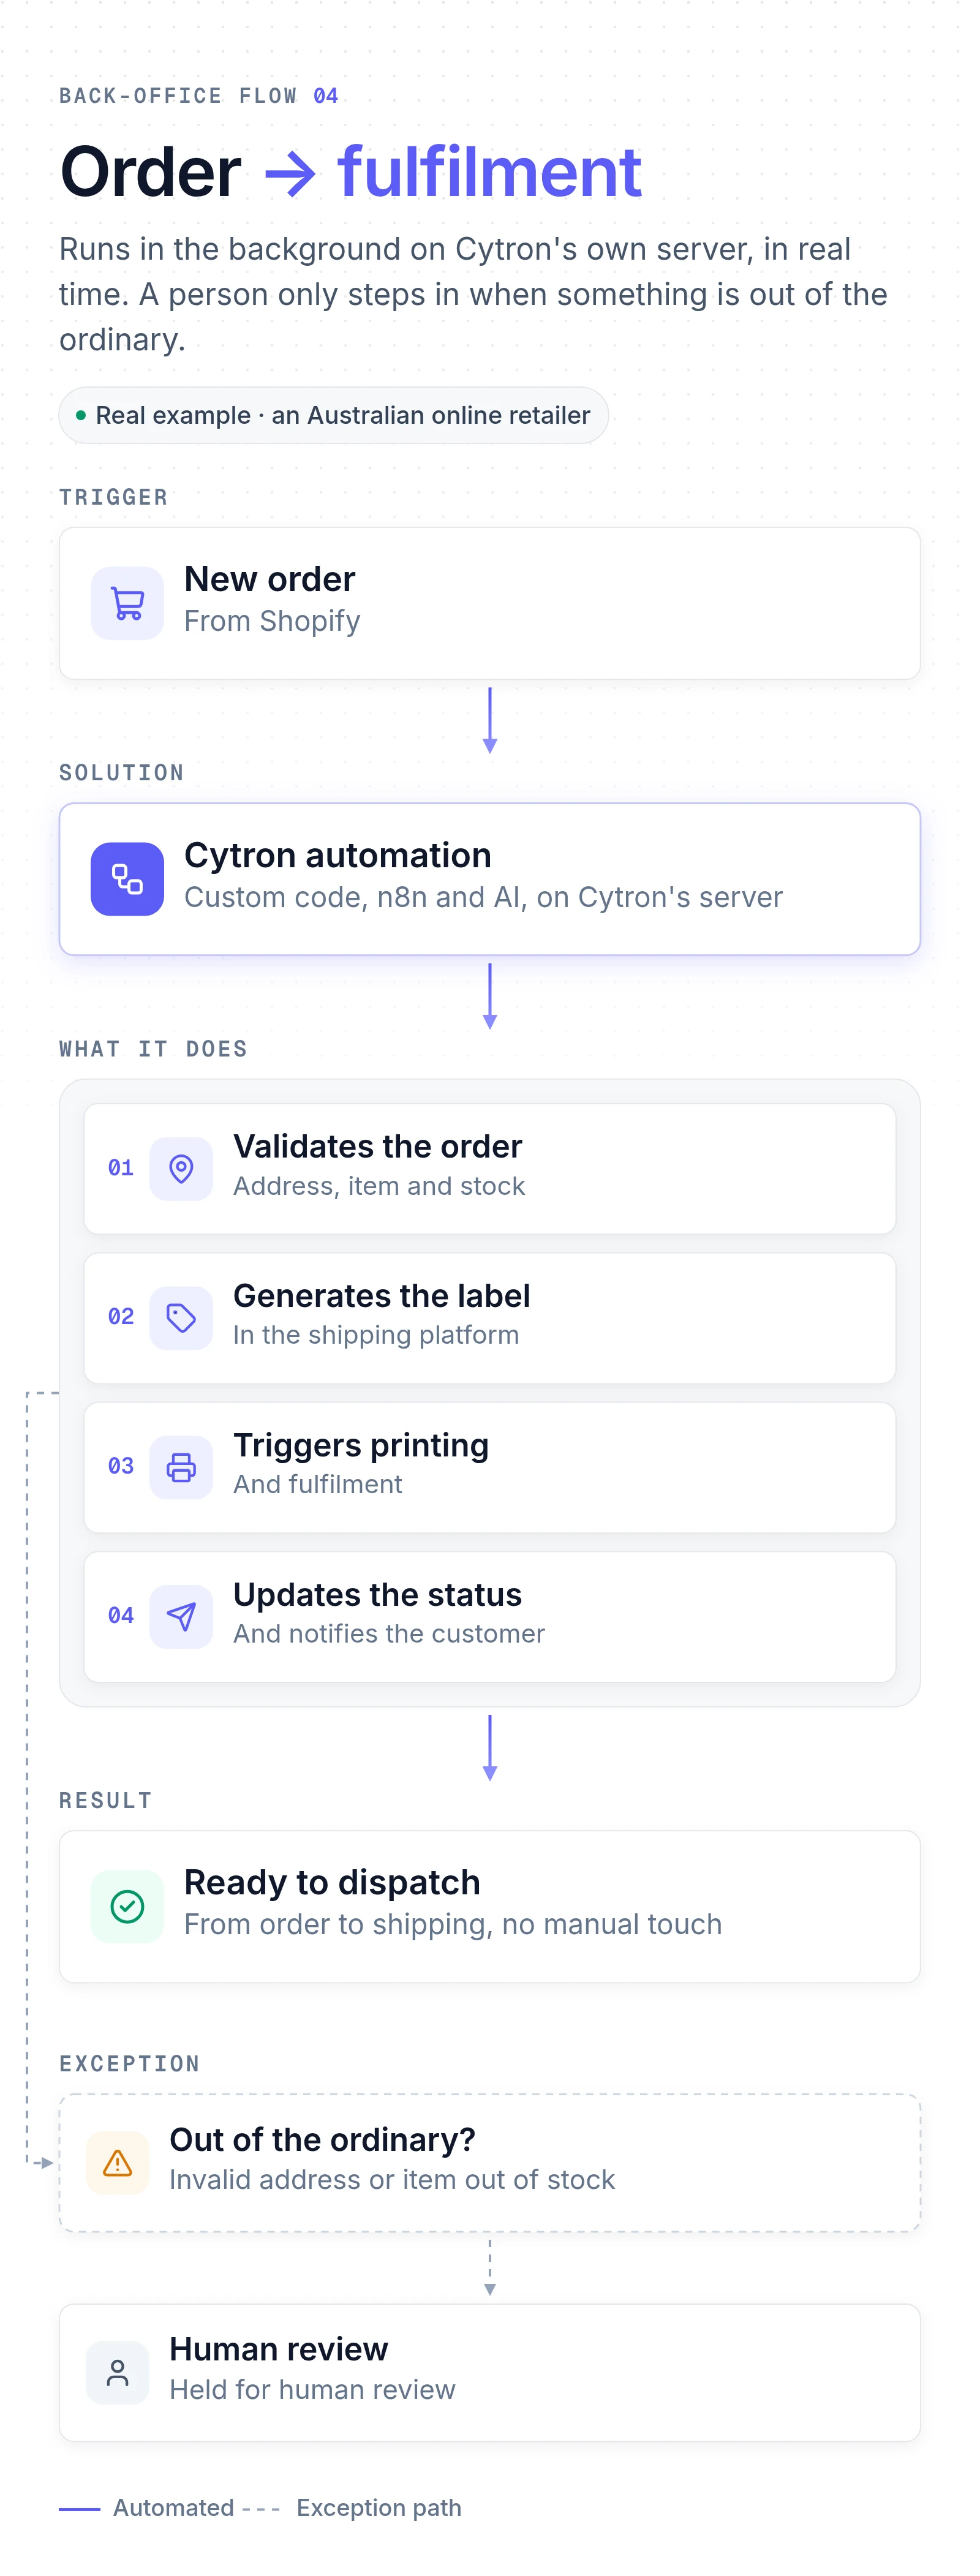 BACK-OFFICE FLOW 04
Order → fulfilment
Runs in the background on Cytron's own server, in real
time. A person only steps in when something is out of the
ordinary.
Real example · an Australian online retailer
TRIGGER
New order
From Shopify
SOLUTION
Cytron automation
Custom code, n8n and AI, on Cytron's server
WHAT IT DOES
01
Validates the order
Address, item and stock
02
Generates the label
In the shipping platform
03
Triggers printing
And fulfilment
04
Updates the status
And notifies the customer
RESULT
Ready to dispatch
From order to shipping, no manual touch
EXCEPTION
Out of the ordinary?
Invalid address or item out of stock
Human review
Held for human review
Automated
Exception path